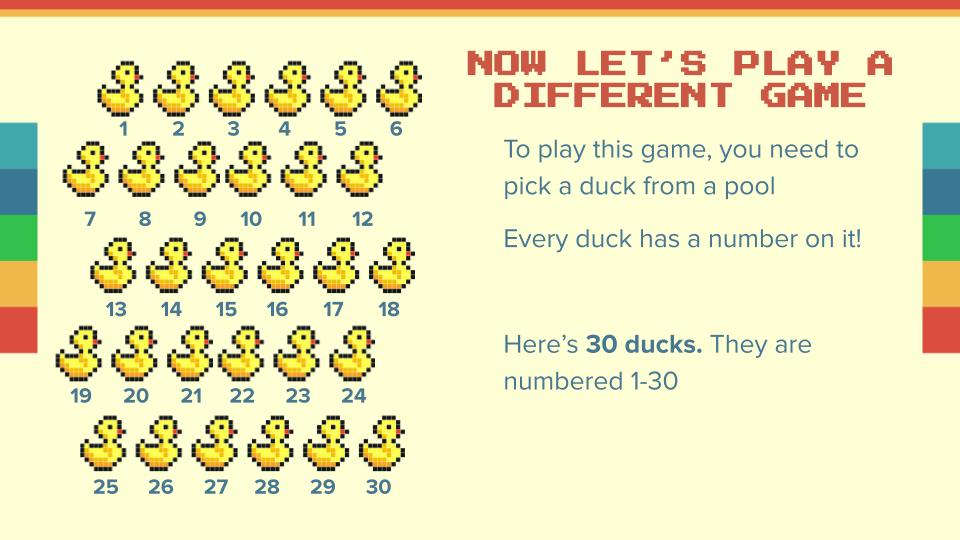 NOW LET'S PLAY A
DIFFERENT GAME
1 2 3 4 5 6
7 8 9 10 11 12
13 14 15 16 17 18
19 20 21 22 23 24
25 26 27 28 29 30
To play this game, you need to
pick a duck from a pool
Every duck has a number on it!
Here’s 30 ducks. They are
numbered 1-30